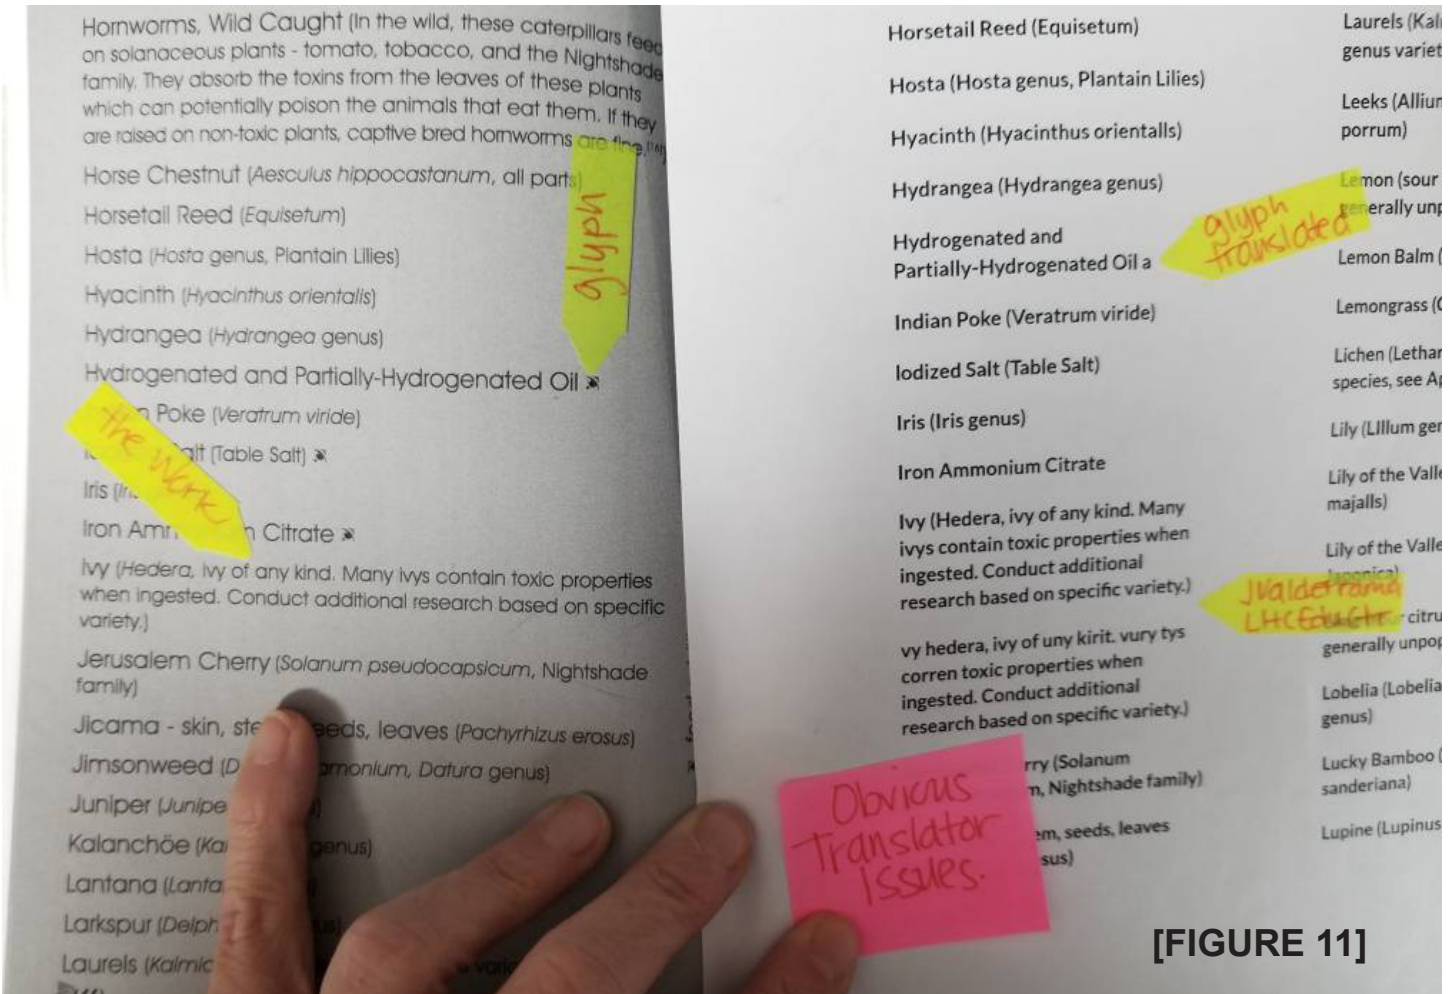 Hornworms, Wild Caught (In the wild, these caterpillars feed
on solanaceous plants - tomato, tobacco, and the Nightshade
family. They absorb the toxins from the leaves of these plants
which can potentially poison the animals that eat them. If they
are raised on non-toxic plants, captive bred hornworms are fine.
Horse Chestnut (Aesculus hippocastanum, all parts)
Horsetail Reed (Equisetum)
Hosta (Hosta genus, Plantain Lilies)
Hyacinth (Hyacinthus orientalis)
Hydrangea (Hydrangea genus)
Hydrogenated and Partially-Hydrogenated Oil
Poke (Veratrum viride)
(Table Salt)
Iris
Iron Citrate
Ivy (Hedera, ivy of any kind. Many ivys contain toxic properties
when ingested. Conduct additional research based on specific
variety.)
Jerusalem Cherry (Solanum pseudocapsicum, Nightshade
family)
Jicama - skin, leaves (Pachyrhizus erosus)
Jimsonweed Datura genus)
Juniper
Kalanchöe genus)
Lantana
Larkspur
Laurels
glyph
the work
Horsetail Reed (Equisetum)
Hosta (Hosta genus, Plantain Lilies)
Hyacinth (Hyacinthus orientalls)
Hydrangea (Hydrangea genus)
Hydrogenated and
Partially-Hydrogenated Oil a
Indian Poke (Veratrum viride)
Iodized Salt (Table Salt)
Iris (Iris genus)
Iron Ammonium Citrate
Ivy (Hedera, ivy of any kind. Many
ivys contain toxic properties when
ingested. Conduct additional
research based on specific variety.)
vy hedera, ivy of uny kirit. vury tys
corren toxic properties when
ingested. Conduct additional
research based on specific variety.)
(Solanum
Nightshade family)
seeds, leaves
glyph
translated
JValderrama
LHCEduCtr
Obvious
Translator
Issues.
Laurels
genus
Leeks
porrum)
Lemon (sour
generally
Lemon Balm
Lemongrass
Lichen
species, see
Lily (LIllum
Lily of the
majalls)
Lily of the
generally
Lobelia
genus)
Lucky Bamboo
sanderiana)
Lupine (Lupinus
[FIGURE 11]